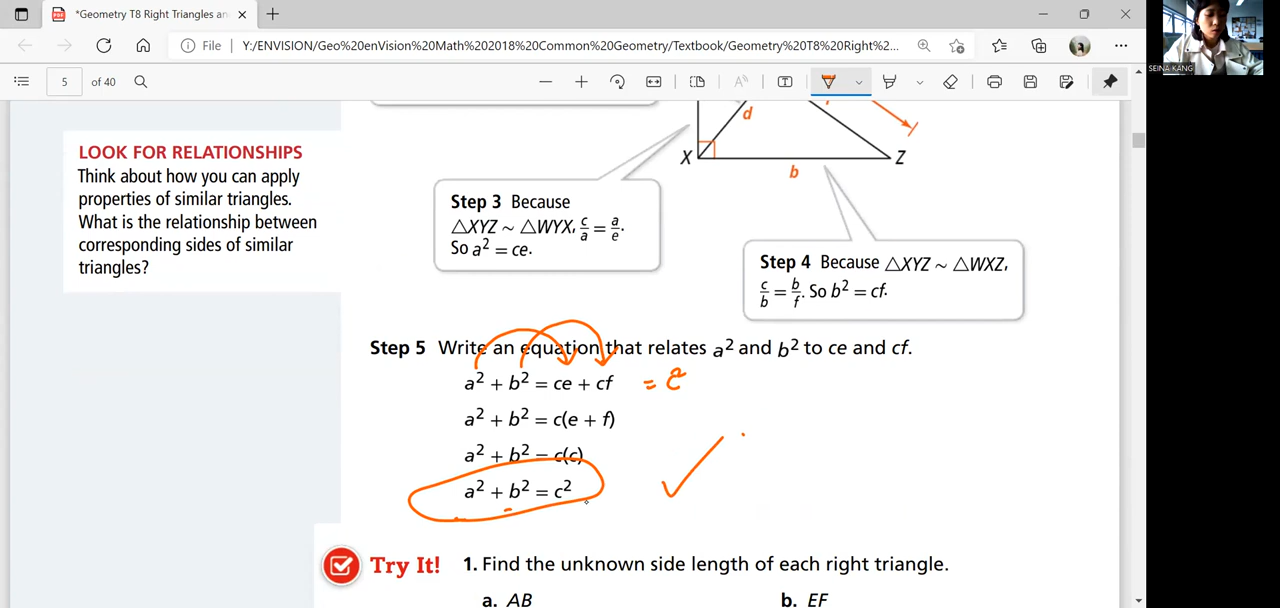 *Geometry T8 Right Triangles an
File
Y:/ENVISION/Geo%20enVision%20Math%202018%20Common%20Geometry/Textbook/Geometry%20T8%20Right%2...
SEINA KANG
5 of 40
d
X
Z
b
LOOK FOR RELATIONSHIPS
Think about how you can apply
properties of similar triangles.
What is the relationship between
corresponding sides of similar
triangles?
Step 3 Because
△XYZ ~ △WYX, c/a = a/e.
So a² = ce.
Step 4 Because △XYZ ~ △WXZ,
c/b = b/f. So b² = cf.
Step 5 Write an equation that relates a² and b² to ce and cf.
a² + b² = ce + cf = c²
a² + b² = c(e + f)
a² + b² = c(c)
a² + b² = c²
Try It! 1. Find the unknown side length of each right triangle.
a. AB
b. EF